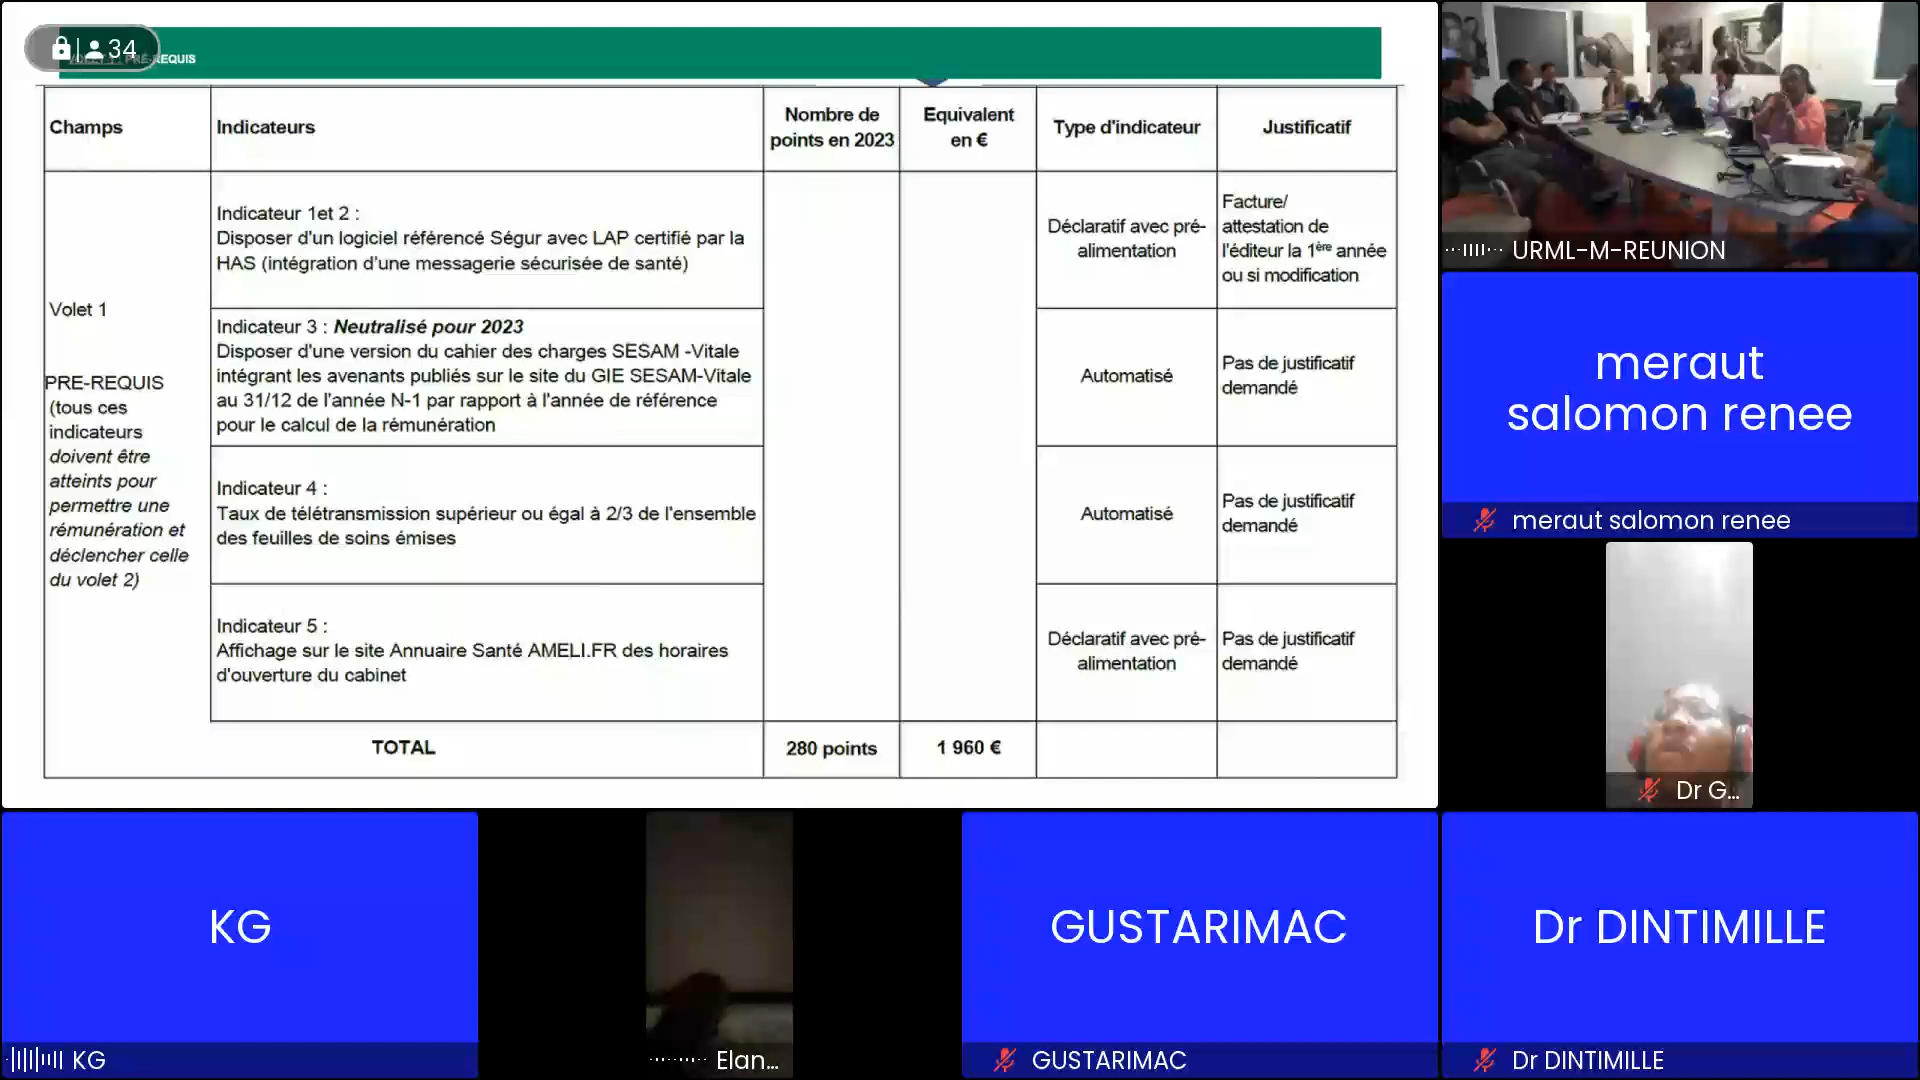 34
PRÉ-REQUIS
Champs
Indicateurs
Nombre de
points en 2023
Equivalent
en €
Type d'indicateur
Justificatif
Volet 1
PRE-REQUIS
(tous ces
indicateurs
doivent être
atteints pour
permettre une
rémunération et
déclencher celle
du volet 2)
Indicateur 1et 2 :
Disposer d'un logiciel référencé Ségur avec LAP certifié par la
HAS (intégration d'une messagerie sécurisée de santé)
Déclaratif avec pré-
alimentation
Facture/
attestation de
l'éditeur la 1ère année
ou si modification
Indicateur 3 : Neutralisé pour 2023
Disposer d'une version du cahier des charges SESAM -Vitale
intégrant les avenants publiés sur le site du GIE SESAM-Vitale
au 31/12 de l'année N-1 par rapport à l'année de référence
pour le calcul de la rémunération
Automatisé
Pas de justificatif
demandé
Indicateur 4 :
Taux de télétransmission supérieur ou égal à 2/3 de l'ensemble
des feuilles de soins émises
Automatisé
Pas de justificatif
demandé
Indicateur 5 :
Affichage sur le site Annuaire Santé AMELI.FR des horaires
d'ouverture du cabinet
Déclaratif avec pré-
alimentation
Pas de justificatif
demandé
TOTAL
280 points
1 960 €
URML-M-REUNION
meraut
salomon renee
meraut salomon renee
Dr G...
KG
KG
Elan...
GUSTARIMAC
GUSTARIMAC
Dr DINTIMILLE
Dr DINTIMILLE